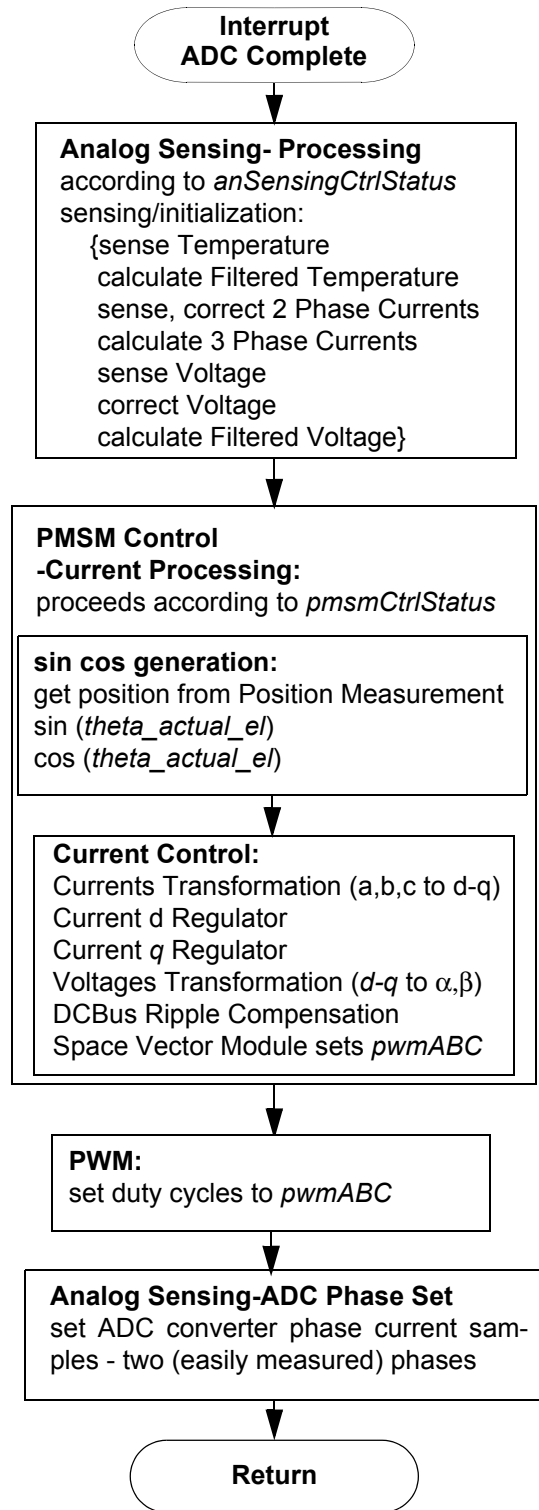 Interrupt
ADC Complete
Analog Sensing- Processing
according to anSensingCtrlStatus
sensing/initialization:
{sense Temperature
calculate Filtered Temperature
sense, correct 2 Phase Currents
calculate 3 Phase Currents
sense Voltage
correct Voltage
calculate Filtered Voltage}
PMSM Control
-Current Processing:
proceeds according to pmsmCtrlStatus
sin cos generation:
get position from Position Measurement
sin (theta_actual_el)
cos (theta_actual_el)
Current Control:
Currents Transformation (a,b,c to d-q)
Current d Regulator
Current q Regulator
Voltages Transformation (d-q to α,β)
DCBus Ripple Compensation
Space Vector Module sets pwmABC
PWM:
set duty cycles to pwmABC
Analog Sensing-ADC Phase Set
set ADC converter phase current sam-
ples - two (easily measured) phases
Return